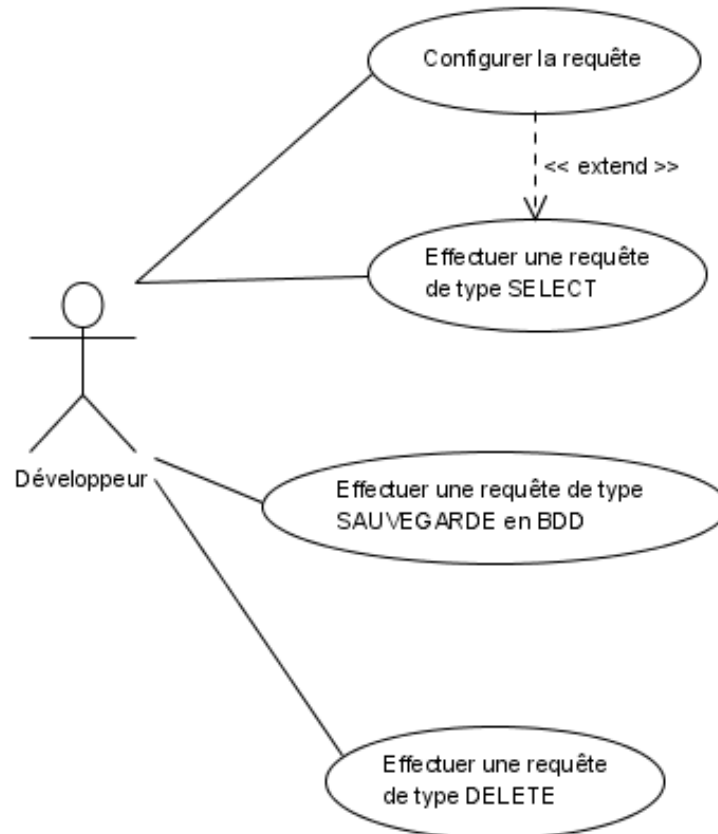 Configurer la requête
<< extend >>
Effectuer une requête
de type SELECT
Développeur
Effectuer une requête de type
SAUVEGARDE en BDD
Effectuer une requête
de type DELETE